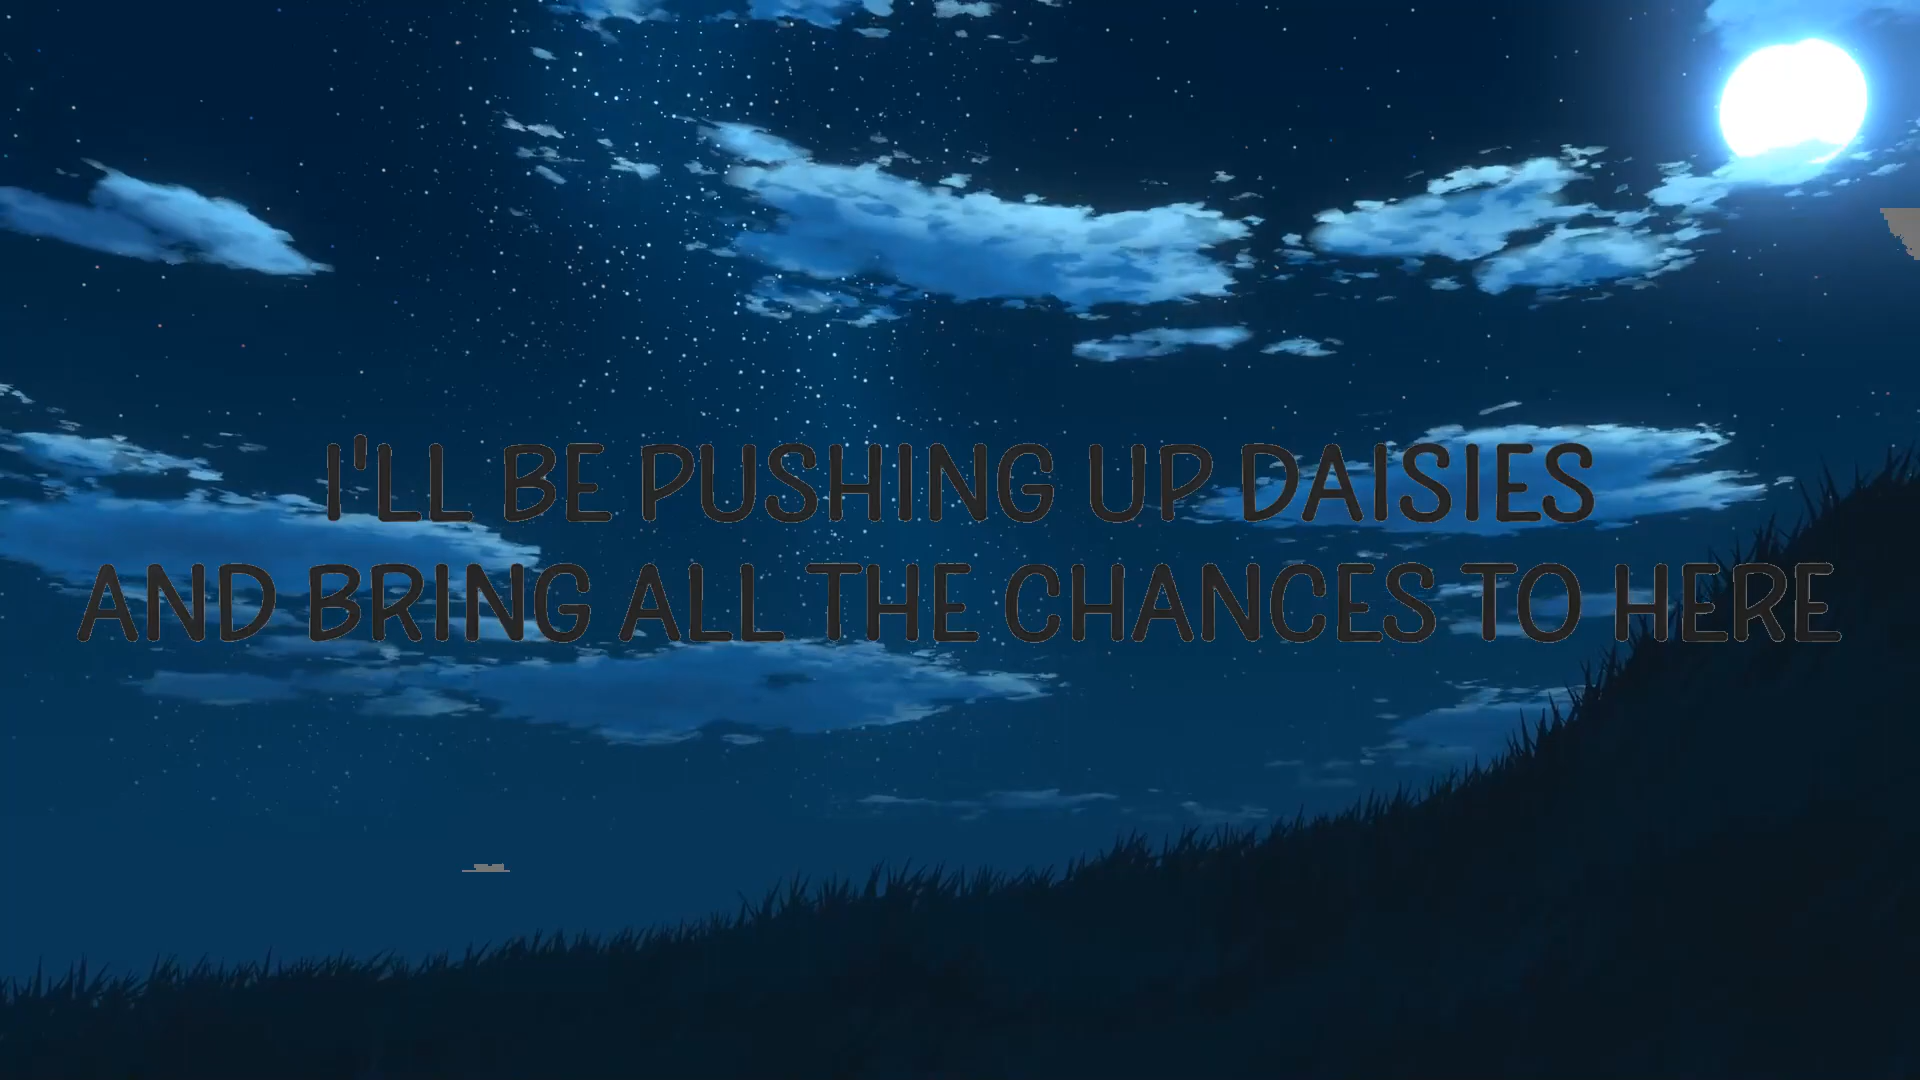 I'LL BE PUSHING UP DAISIES
AND BRING ALL THE CHANCES TO HERE